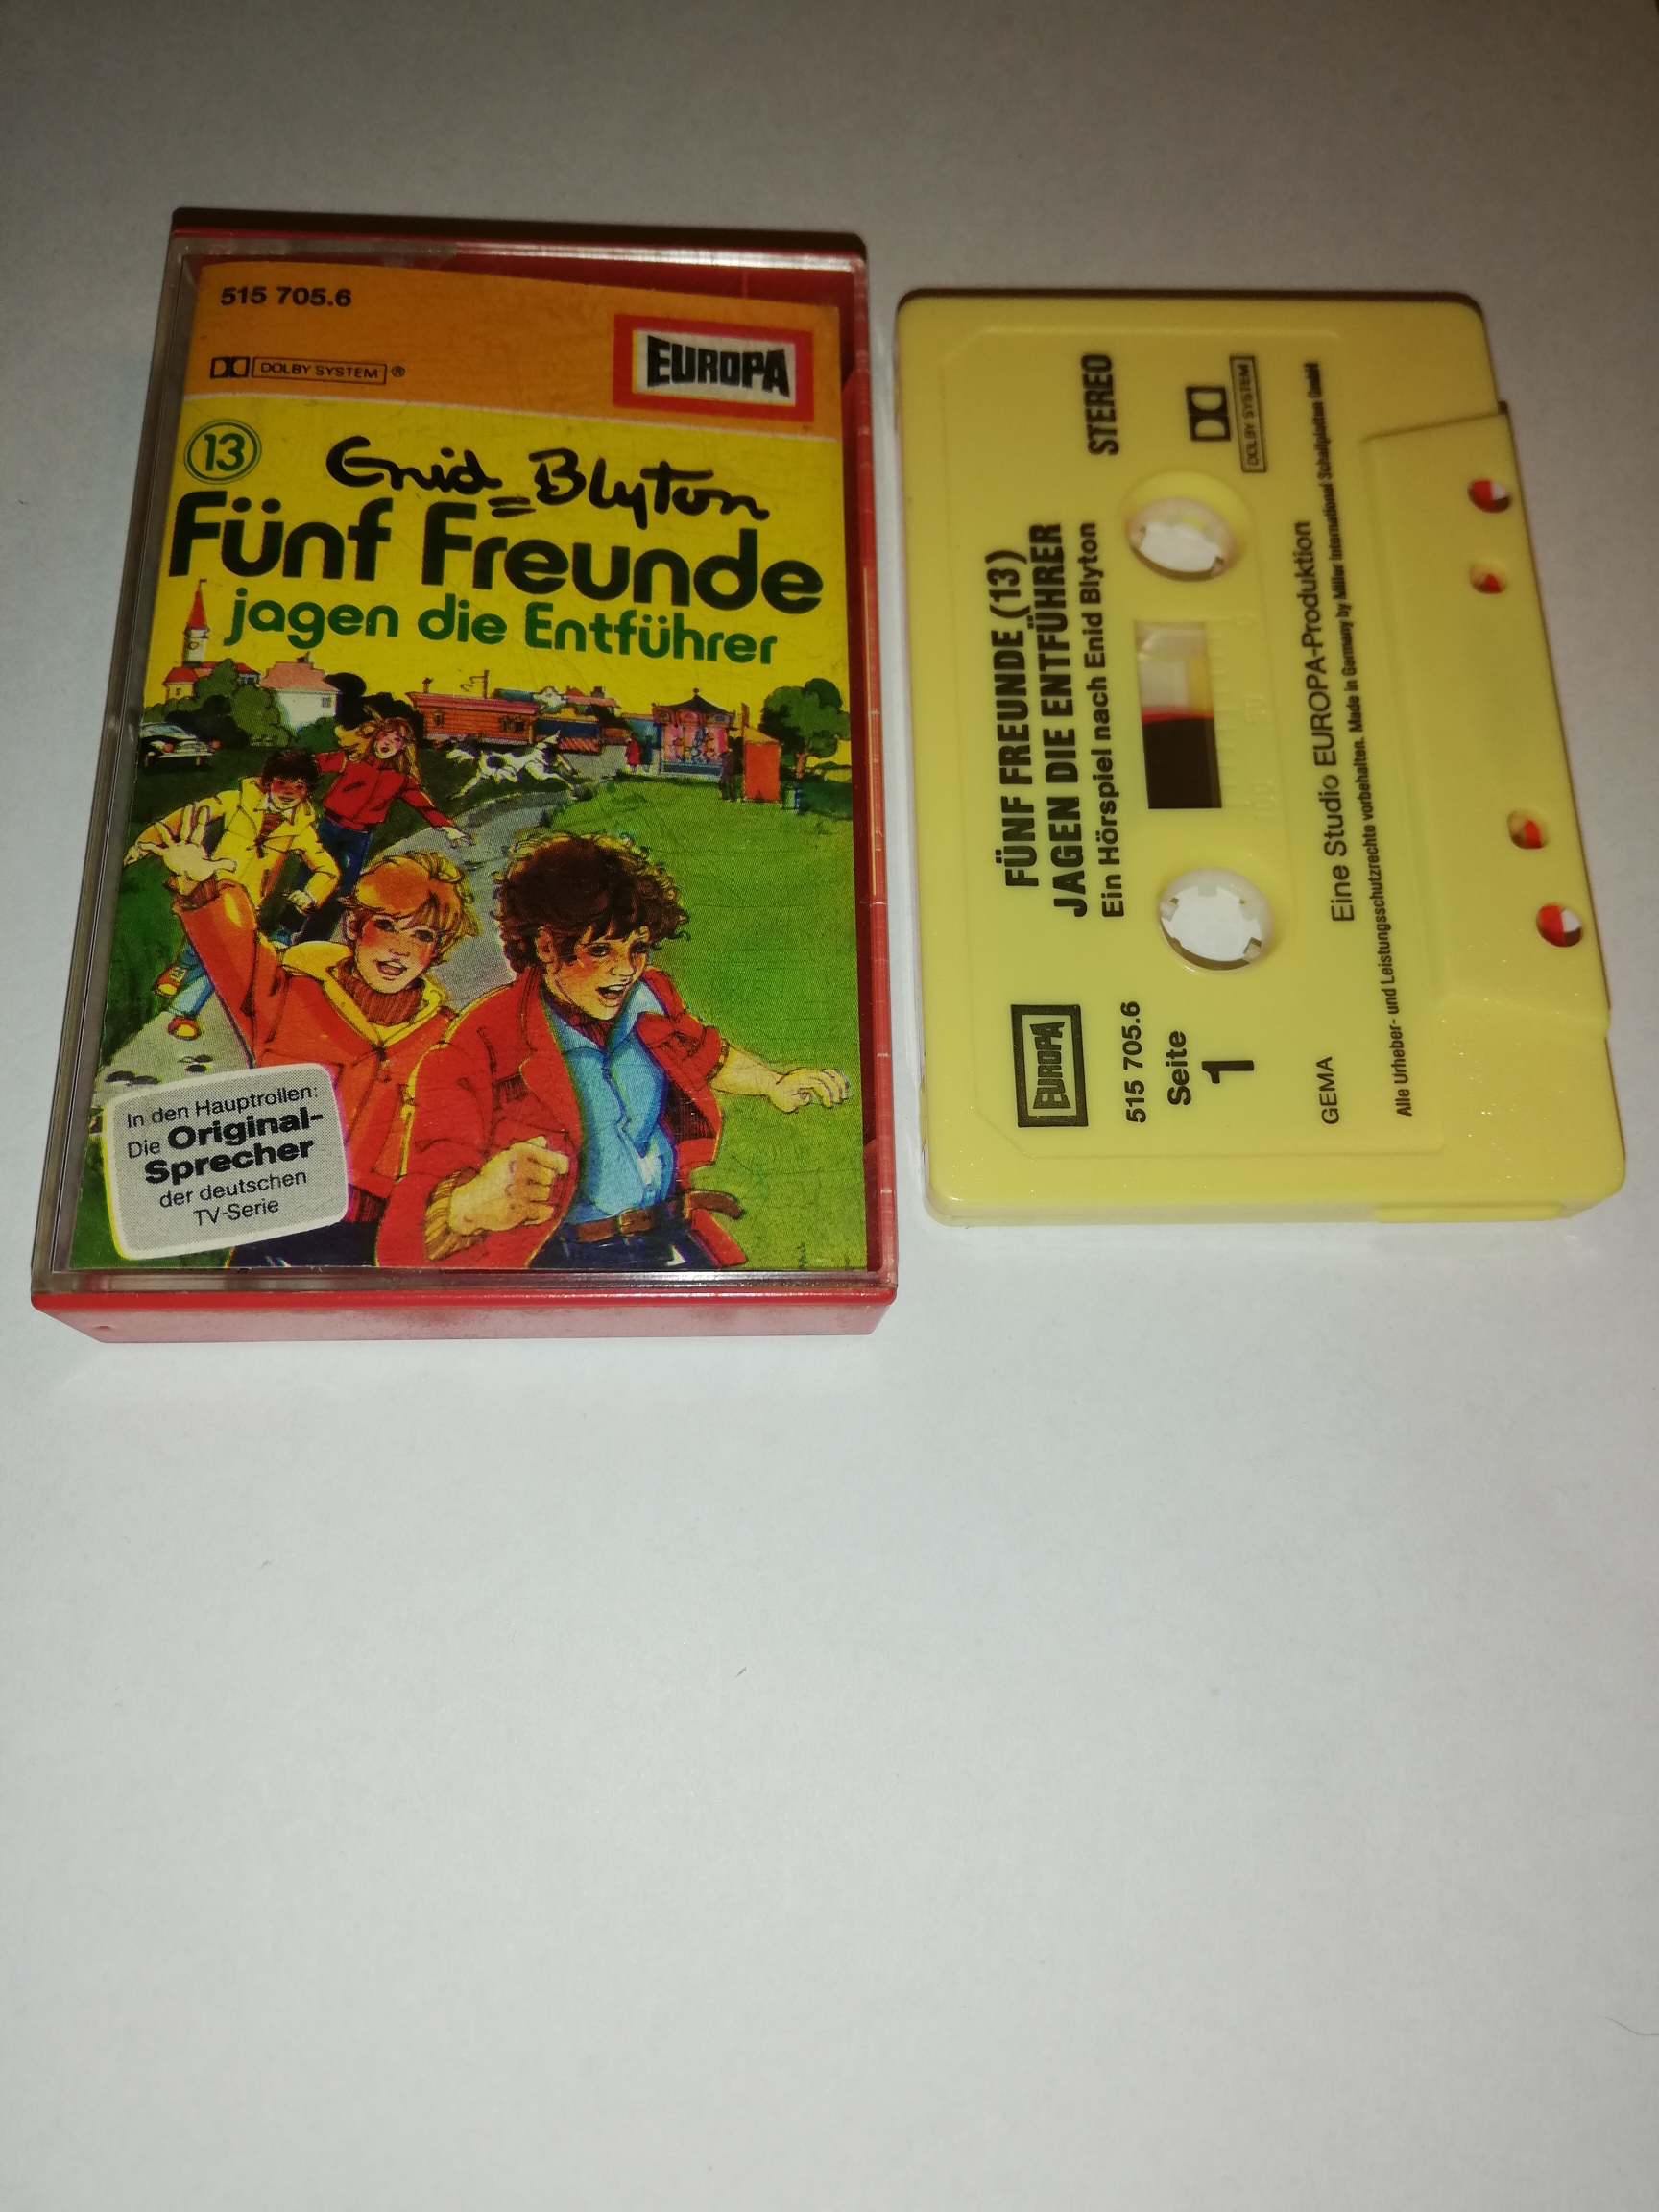 515 705.6
DOLBY SYSTEM ®
EUROPA
13
Enid Blyton
Fünf Freunde
jagen die Entführer
In den Hauptrollen:
Die Original-
Sprecher
der deutschen
TV-Serie
EUROPA
515 705.6
Seite
1
FÜNF FREUNDE (13)
JAGEN DIE ENTFÜHRER
Ein Hörspiel nach Enid Blyton
STEREO
DOLBY SYSTEM
100 50 0
GEMA
Eine Studio EUROPA-Produktion
Alle Urheber- und Leistungsschutzrechte vorbehalten. Made in Germany by Miller International Schallplatten GmbH